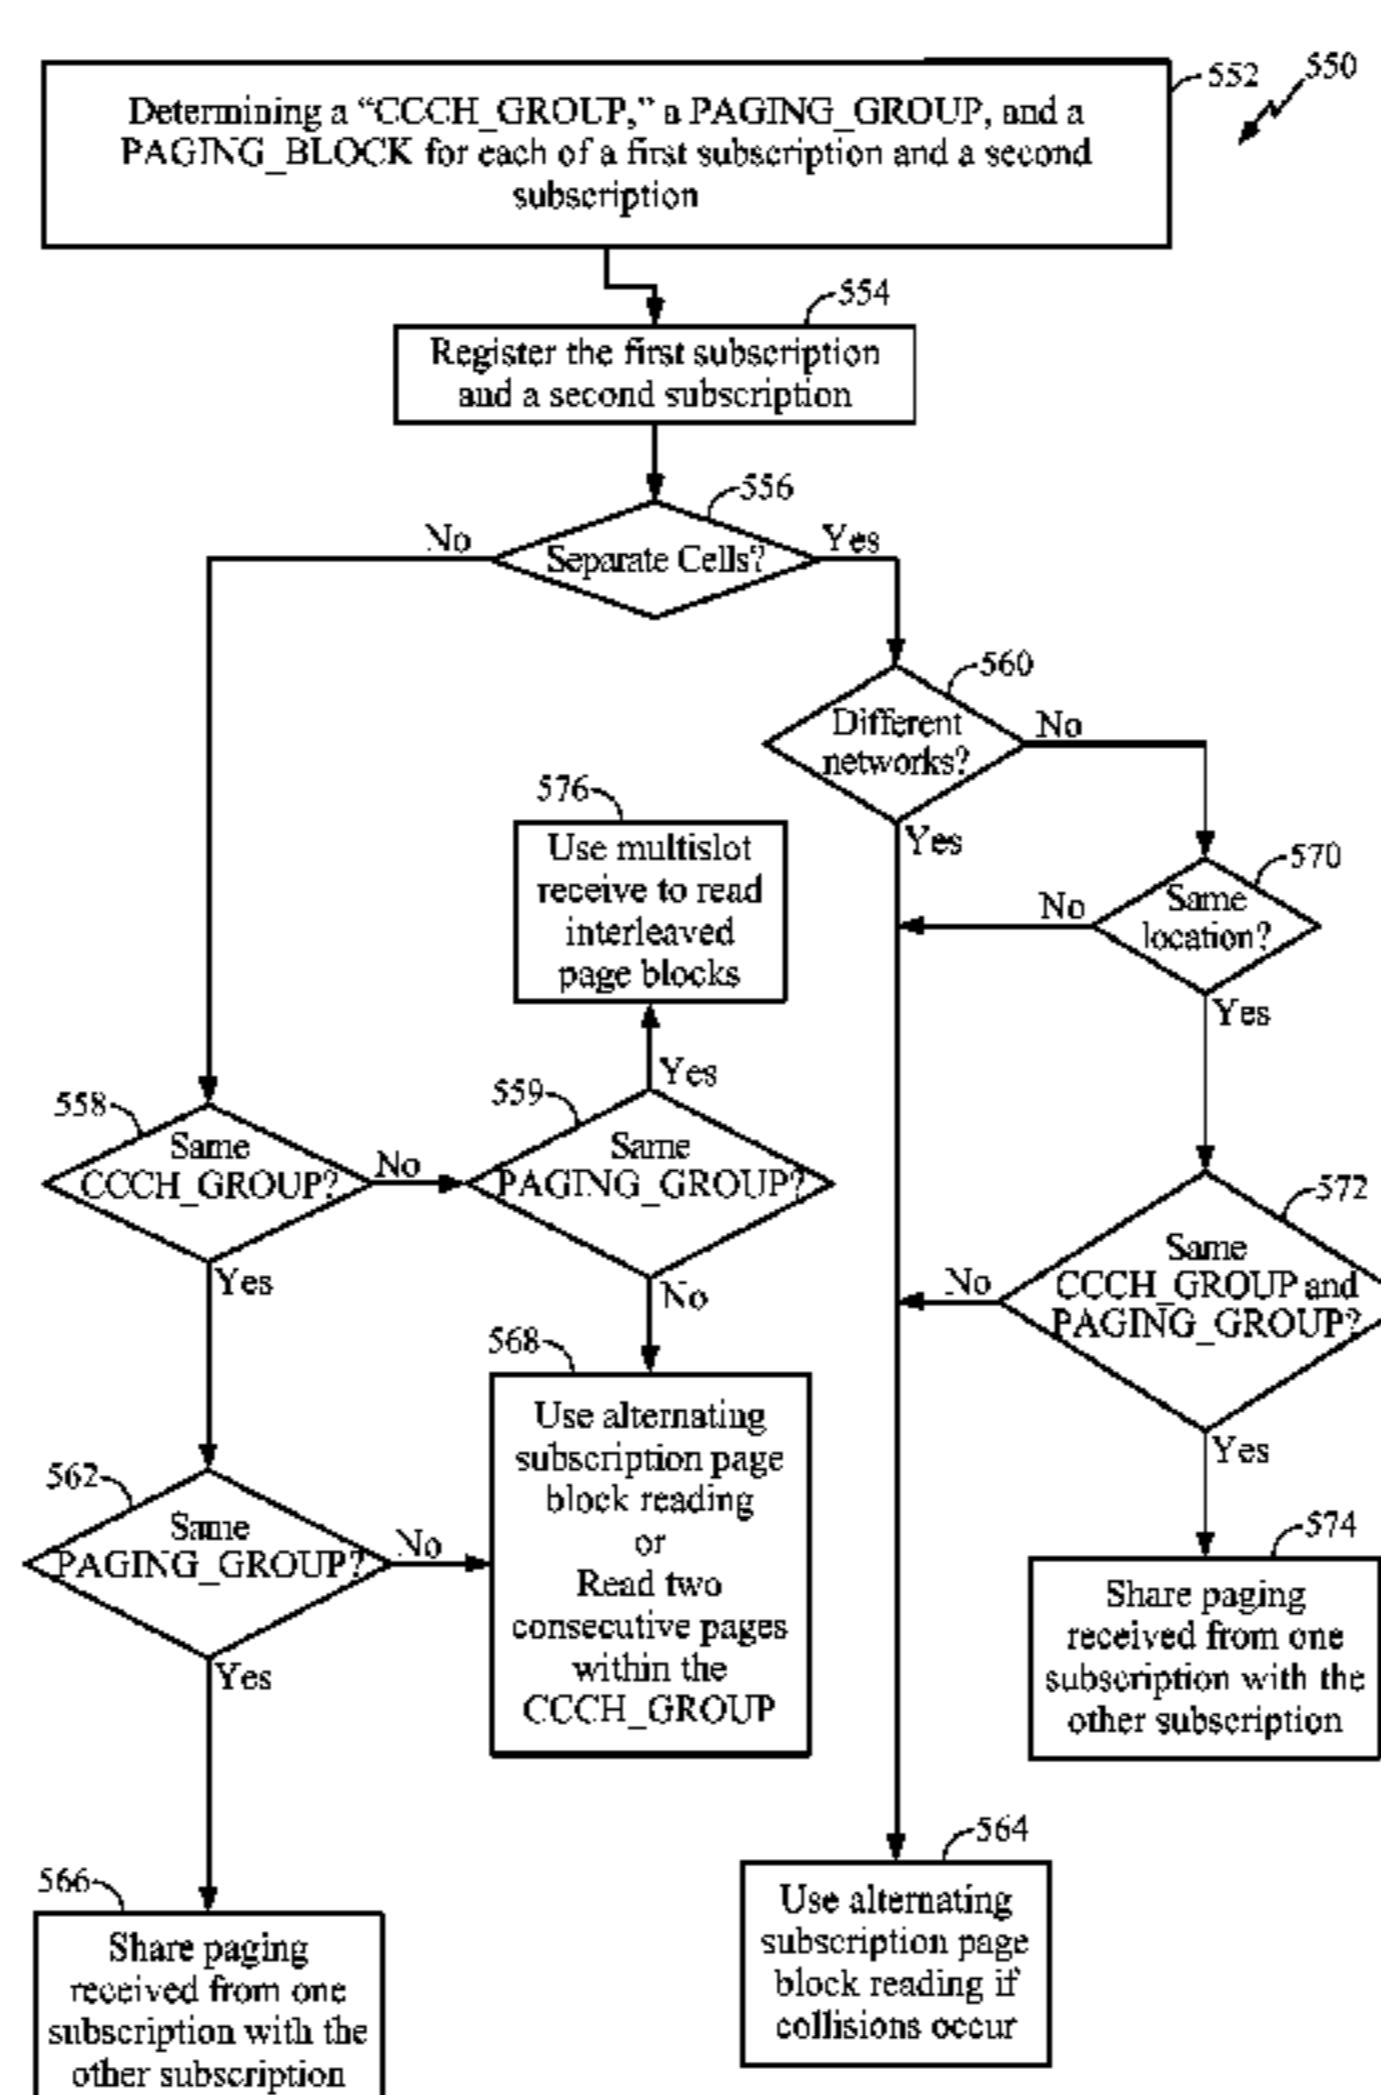 550
552
Determining a “CCCH_GROUP,” a PAGING_GROUP, and a
PAGING_BLOCK for each of a first subscription and a second
subscription
554
Register the first subscription
and a second subscription
556
Separate Cells?
No
Yes
560
Different
networks?
No
Yes
576
Use multislot
receive to read
interleaved
page blocks
570
Same
location?
No
Yes
558
Same
CCCH_GROUP?
No
Yes
559
Same
PAGING_GROUP?
Yes
No
572
Same
CCCH_GROUP and
PAGING_GROUP?
No
Yes
568
Use alternating
subscription page
block reading
or
Read two
consecutive pages
within the
CCCH_GROUP
562
Same
PAGING_GROUP?
No
Yes
574
Share paging
received from one
subscription with the
other subscription
564
Use alternating
subscription page
block reading if
collisions occur
566
Share paging
received from one
subscription with the
other subscription